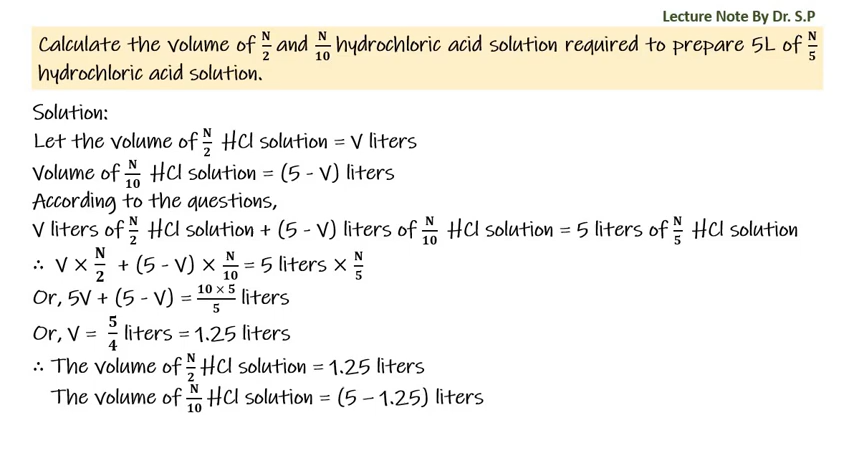 Lecture Note By Dr. S.P
Calculate the volume of N/2 and N/10 hydrochloric acid solution required to prepare 5L of N/5
hydrochloric acid solution.
Solution:
Let the volume of N/2 HCl solution = V liters
Volume of N/10 HCl solution = (5 - V) liters
According to the questions,
V liters of N/2 HCl solution + (5 - V) liters of N/10 HCl solution = 5 liters of N/5 HCl solution
∴ V × N/2 + (5 - V) × N/10 = 5 liters × N/5
Or, 5V + (5 - V) = 10 × 5/5 liters
Or, V = 5/4 liters = 1.25 liters
∴ The volume of N/2 HCl solution = 1.25 liters
The volume of N/10 HCl solution = (5 – 1.25) liters